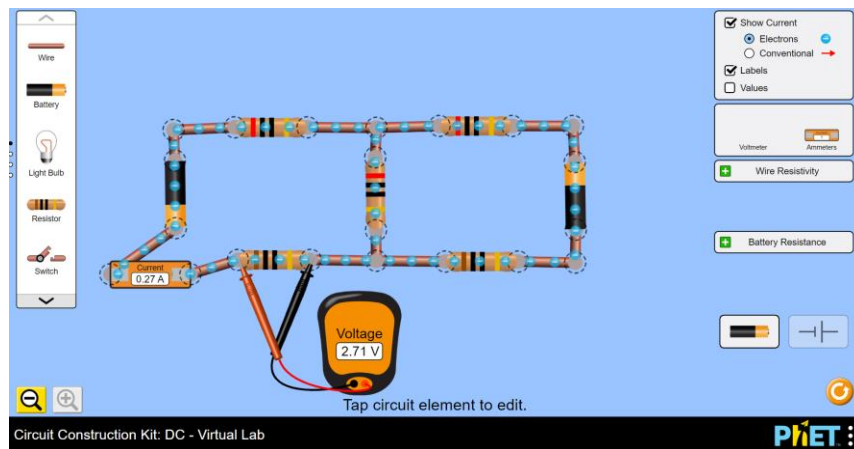 Wire
Battery
Light Bulb
Resistor
Switch
Show Current
Electrons
Conventional
Labels
Values
Voltmeter
Ammeters
Wire Resistivity
Battery Resistance
Current
0.27 A
Voltage
2.71 V
Tap circuit element to edit.
Circuit Construction Kit: DC - Virtual Lab
PhET